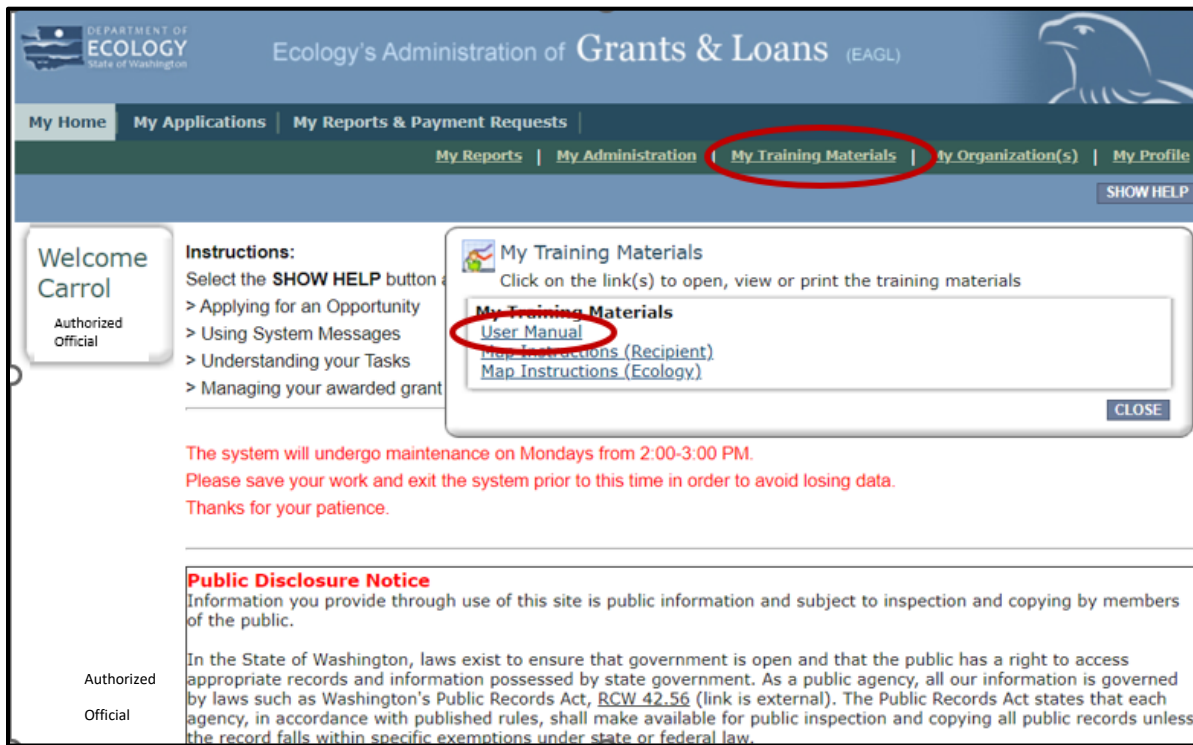 DEPARTMENT OF
ECOLOGY
State of Washington
Ecology's Administration of Grants & Loans (EAGL)
My Home | My Applications | My Reports & Payment Requests |
My Reports | My Administration | My Training Materials | My Organization(s) | My Profile
SHOW HELP
Welcome
Carrol
Authorized
Official
Instructions:
Select the SHOW HELP button
> Applying for an Opportunity
> Using System Messages
> Understanding your Tasks
> Managing your awarded grant
My Training Materials
Click on the link(s) to open, view or print the training materials
My Training Materials
User Manual
Map Instructions (Recipient)
Map Instructions (Ecology)
CLOSE
The system will undergo maintenance on Mondays from 2:00-3:00 PM.
Please save your work and exit the system prior to this time in order to avoid losing data.
Thanks for your patience.
Public Disclosure Notice
Information you provide through use of this site is public information and subject to inspection and copying by members
of the public.
In the State of Washington, laws exist to ensure that government is open and that the public has a right to access
appropriate records and information possessed by state government. As a public agency, all our information is governed
by laws such as Washington's Public Records Act, RCW 42.56 (link is external). The Public Records Act states that each
agency, in accordance with published rules, shall make available for public inspection and copying all public records unless
the record falls within specific exemptions under state or federal law.
Authorized
Official